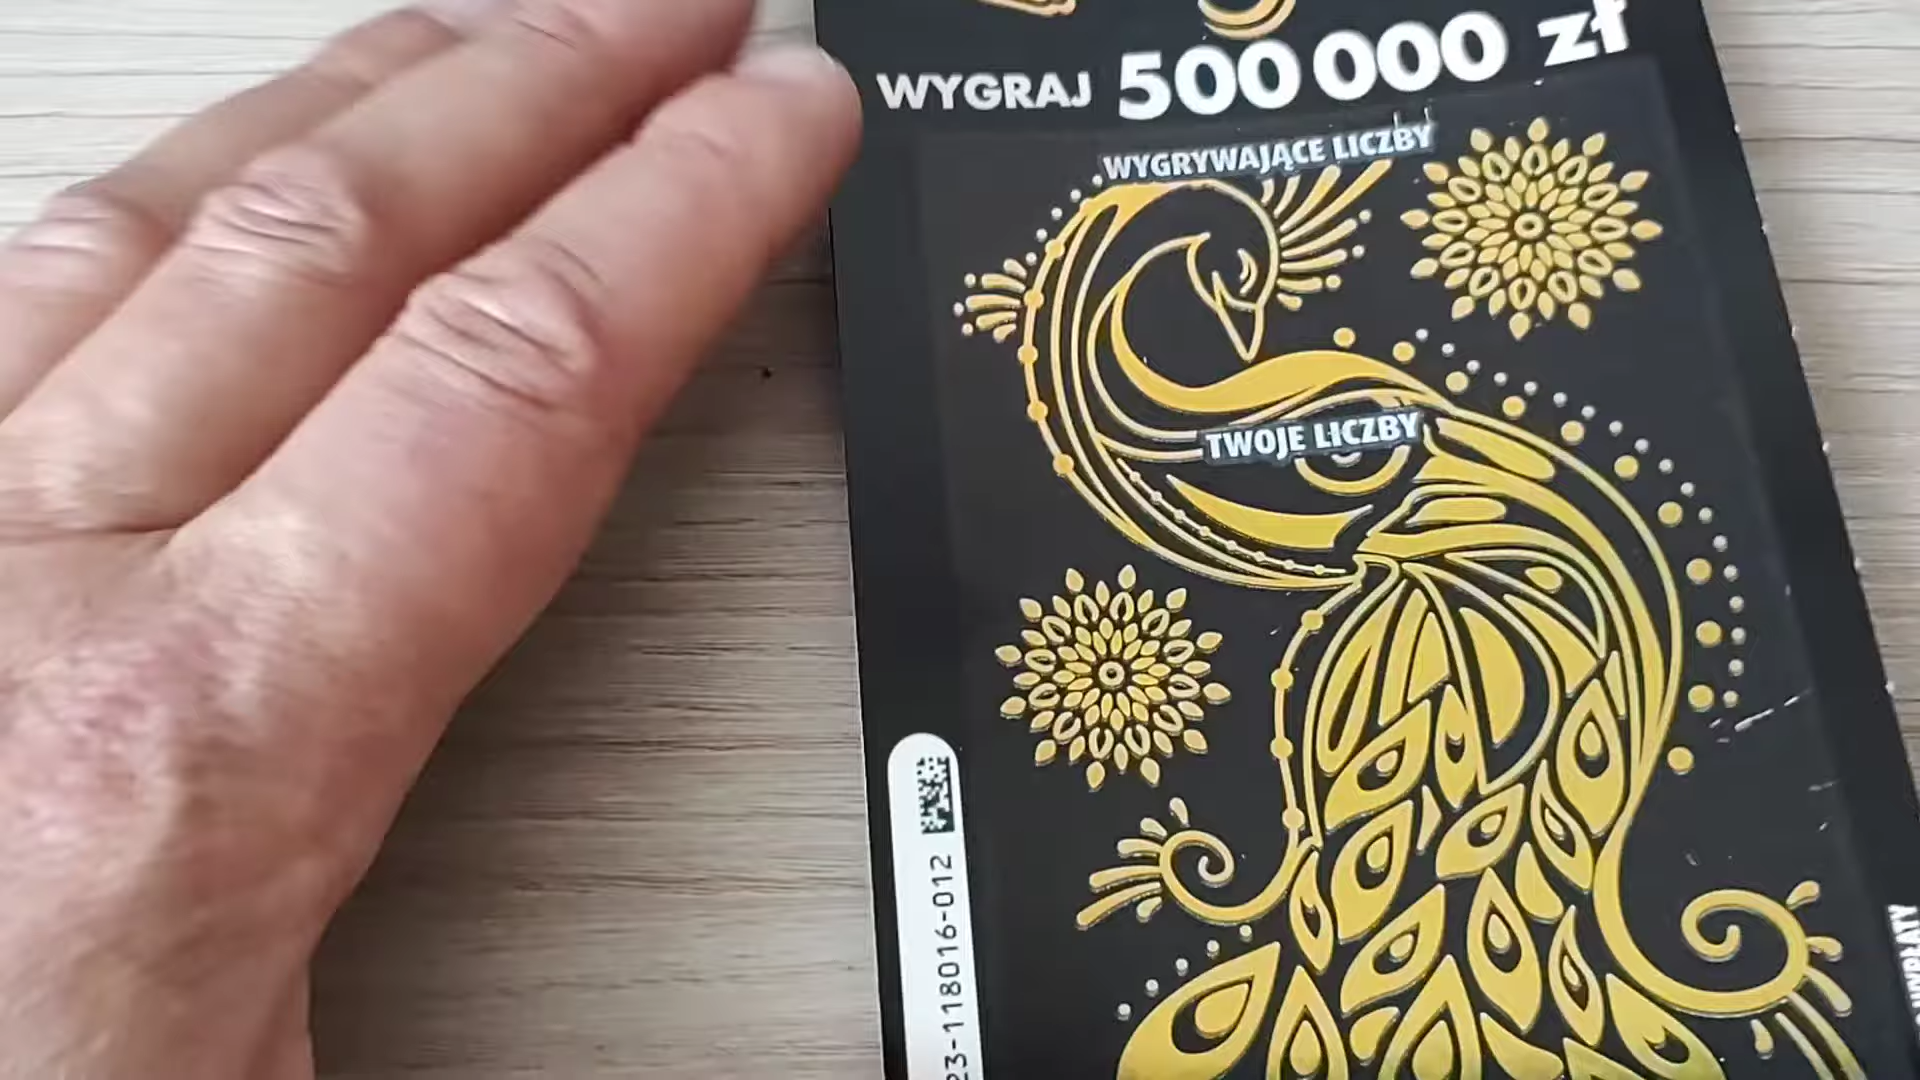 WYGRAJ 500 000 zł
WYGRYWAJĄCE LICZBY
TWOJE LICZBY
23-118016-012